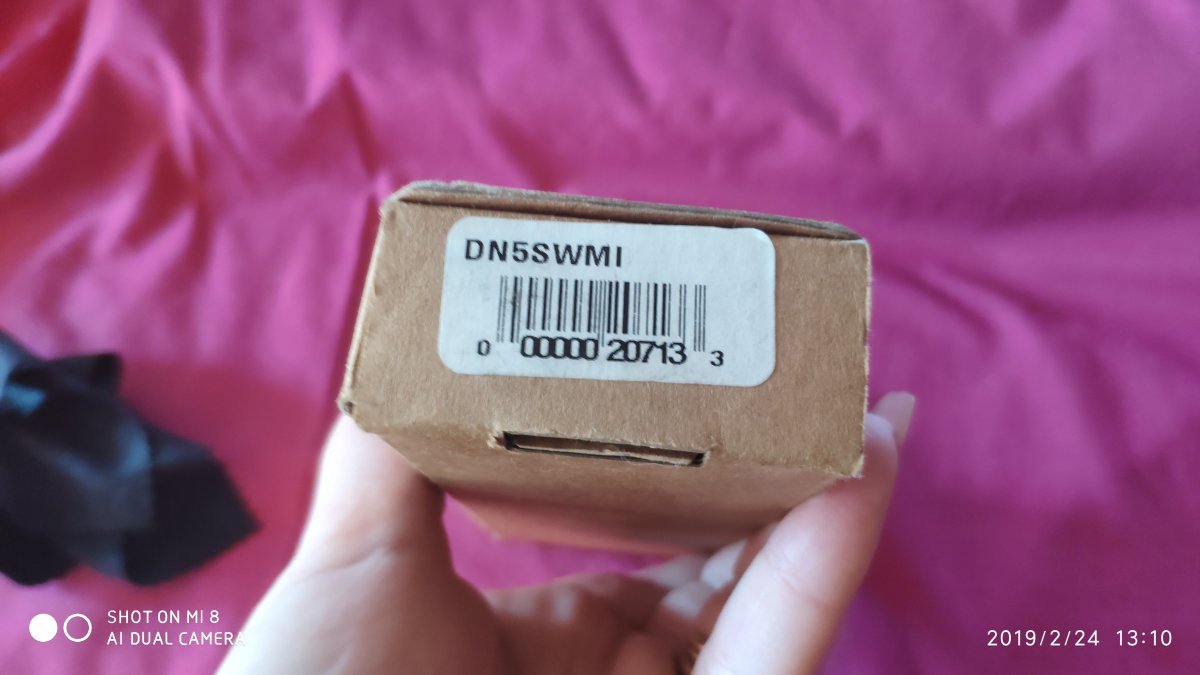 DN5SWMI
0 00000 20713 3
SHOT ON MI 8
AI DUAL CAMERA
2019/2/24 13:10